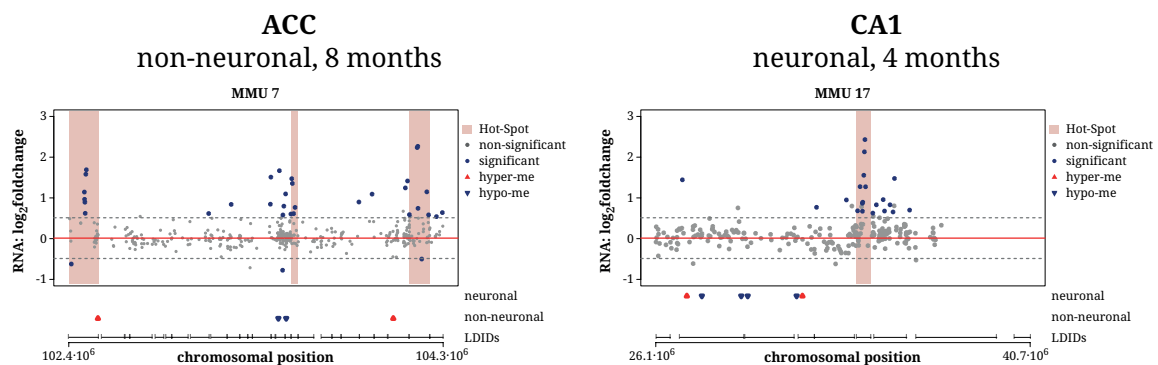 ACC
non-neuronal, 8 months
MMU 7
RNA: log2foldchange
3
2
1
0
-1
Hot-Spot
non-significant
significant
hyper-me
hypo-me
neuronal
non-neuronal
LDIDs
102.4·10⁶
chromosomal position
104.3·10⁶
CA1
neuronal, 4 months
MMU 17
RNA: log2foldchange
3
2
1
0
-1
Hot-Spot
non-significant
significant
hyper-me
hypo-me
neuronal
non-neuronal
LDIDs
26.1·10⁶
chromosomal position
40.7·10⁶